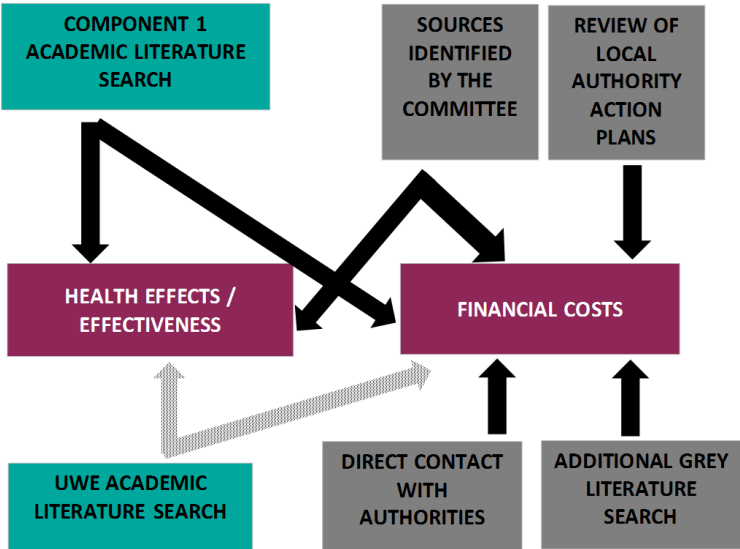 COMPONENT 1
ACADEMIC LITERATURE
SEARCH
SOURCES
IDENTIFIED
BY THE
COMMITTEE
REVIEW OF
LOCAL
AUTHORITY
ACTION
PLANS
HEALTH EFFECTS /
EFFECTIVENESS
FINANCIAL COSTS
UWE ACADEMIC
LITERATURE SEARCH
DIRECT CONTACT
WITH
AUTHORITIES
ADDITIONAL GREY
LITERATURE
SEARCH